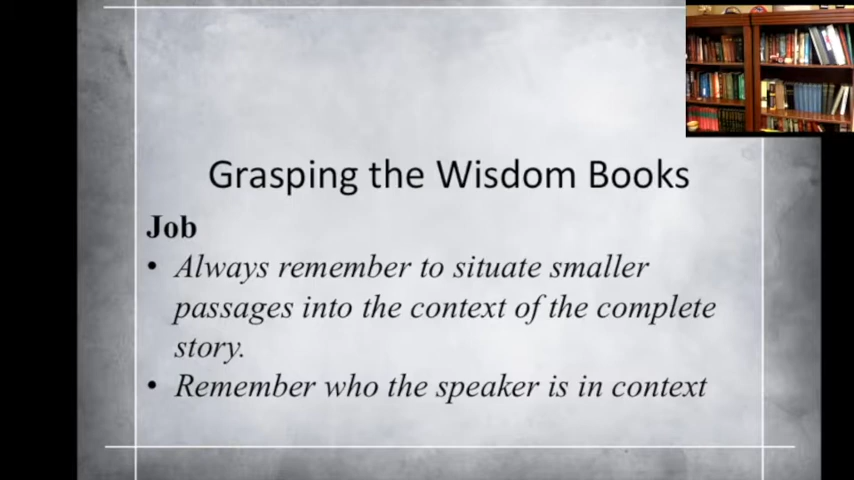 Grasping the Wisdom Books
Job
• Always remember to situate smaller
passages into the context of the complete
story.
• Remember who the speaker is in context